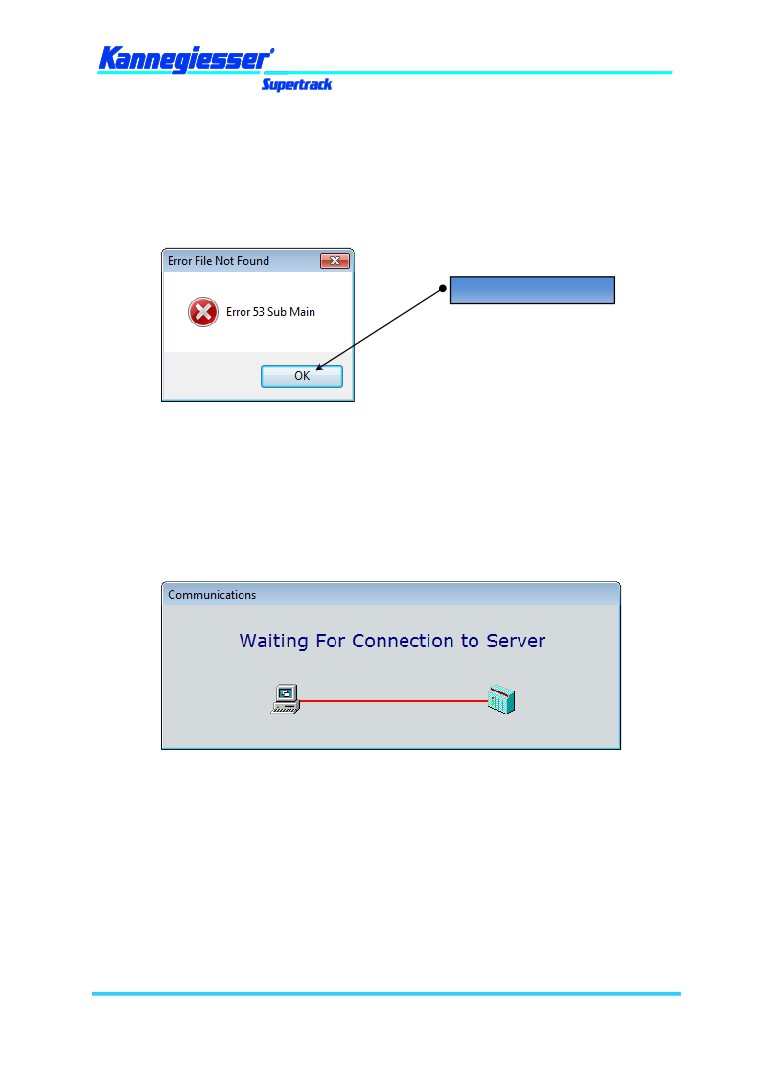 Kannegiesser
Supertrack
Error File Not Found
Error 53 Sub Main
OK
Communications
Waiting For Connection to Server